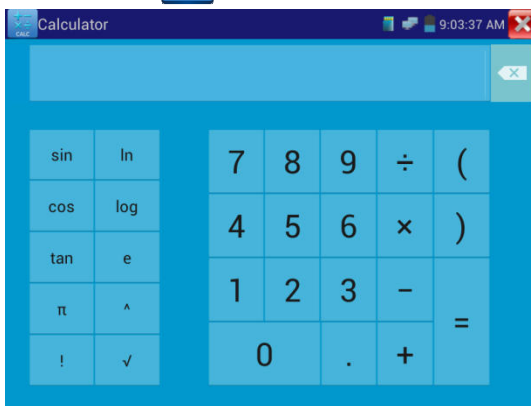 CALC Calculator 9:03:37 AM
sin ln 7 8 9 ÷ (
cos log 4 5 6 × )
tan e 1 2 3 − =
π ^ 0 . +
! √